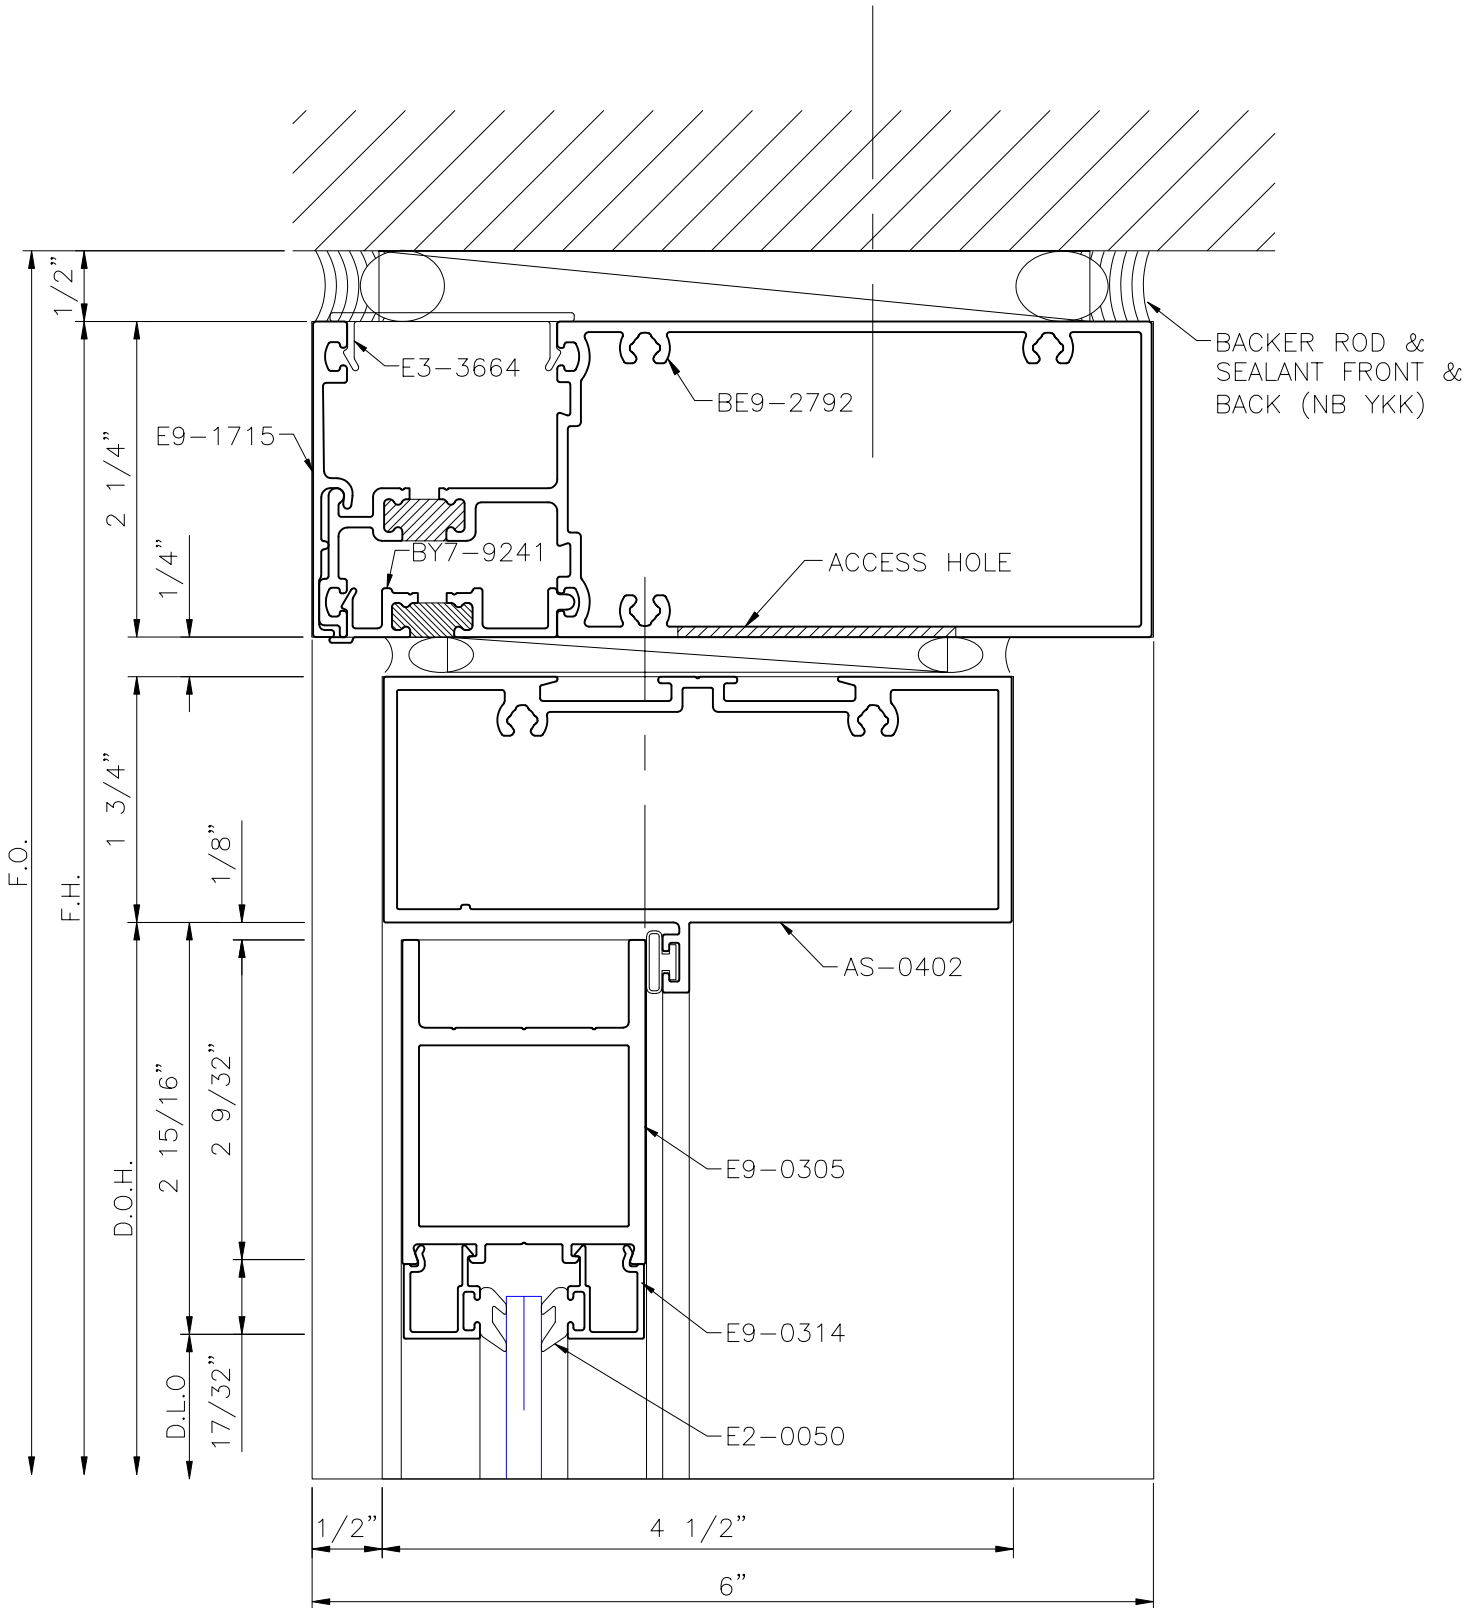 1/2"
BACKER ROD &
SEALANT FRONT &
BACK (NB YKK)
E3-3664
BE9-2792
E9-1715
2 1/4"
BY7-9241
ACCESS HOLE
1/4"
1 3/4"
1/8"
F.O.
F.H.
AS-0402
2 15/16"
2 9/32"
D.O.H.
E9-0305
E9-0314
D.L.O
17/32"
E2-0050
1/2"
4 1/2"
6"